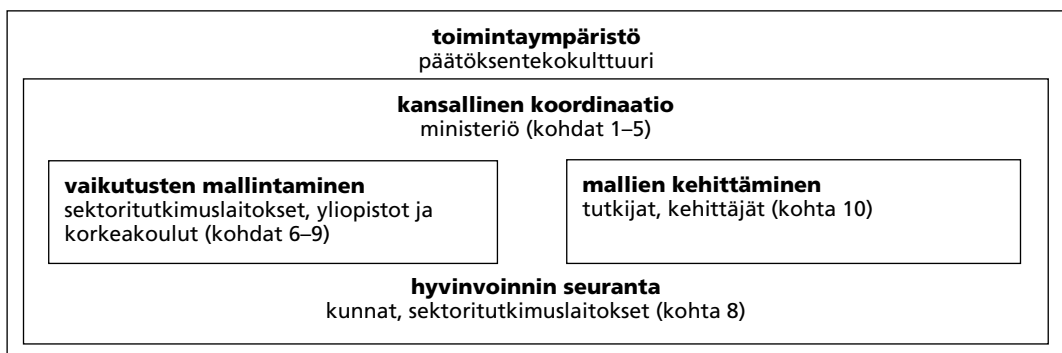 toimintaympäristö
päätöksentekokulttuuri
kansallinen koordinaatio
ministeriö (kohdat 1–5)
vaikutusten mallintaminen
sektoritutkimuslaitokset, yliopistot ja
korkeakoulut (kohdat 6–9)
mallien kehittäminen
tutkijat, kehittäjät (kohta 10)
hyvinvoinnin seuranta
kunnat, sektoritutkimuslaitokset (kohta 8)